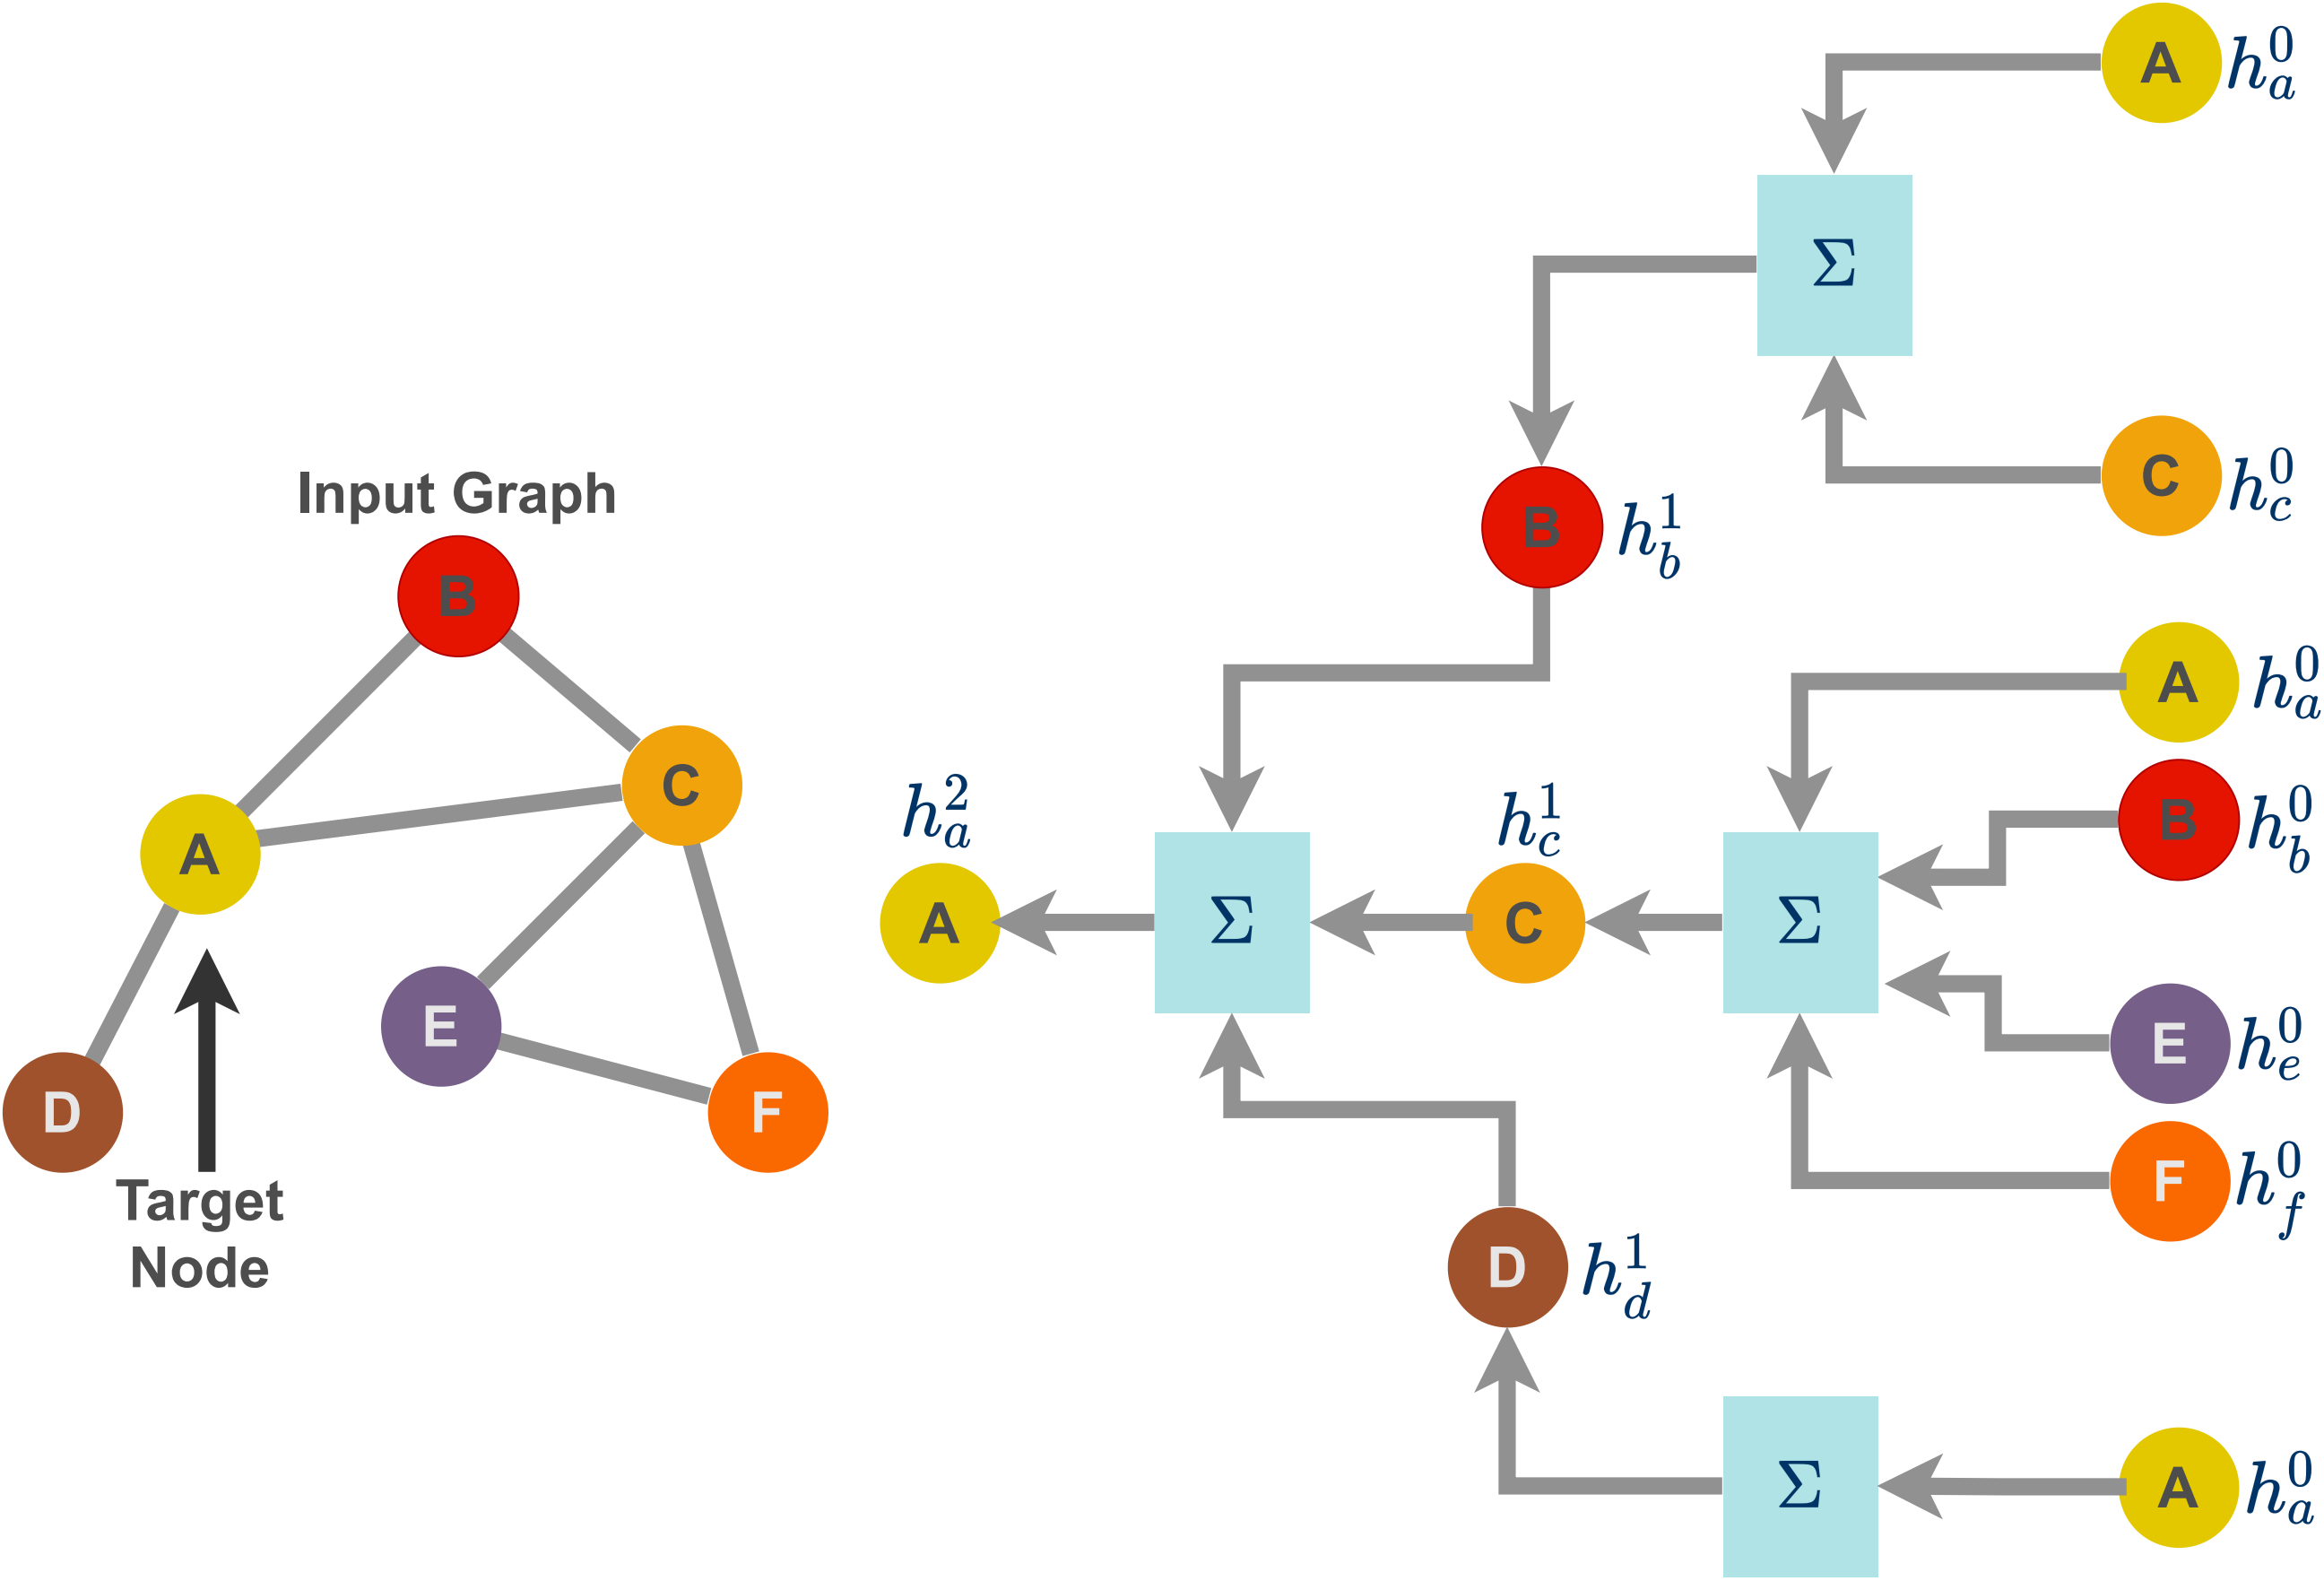 Input Graph
B
C
A
E
D
F
Target
Node
A $h_a^0$
Σ
C $h_c^0$
B $h_b^1$
A $h_a^0$
B $h_b^0$
$h_a^2$
A
Σ
$h_c^1$
C
Σ
E $h_e^0$
F $h_f^0$
D $h_d^1$
Σ
A $h_a^0$